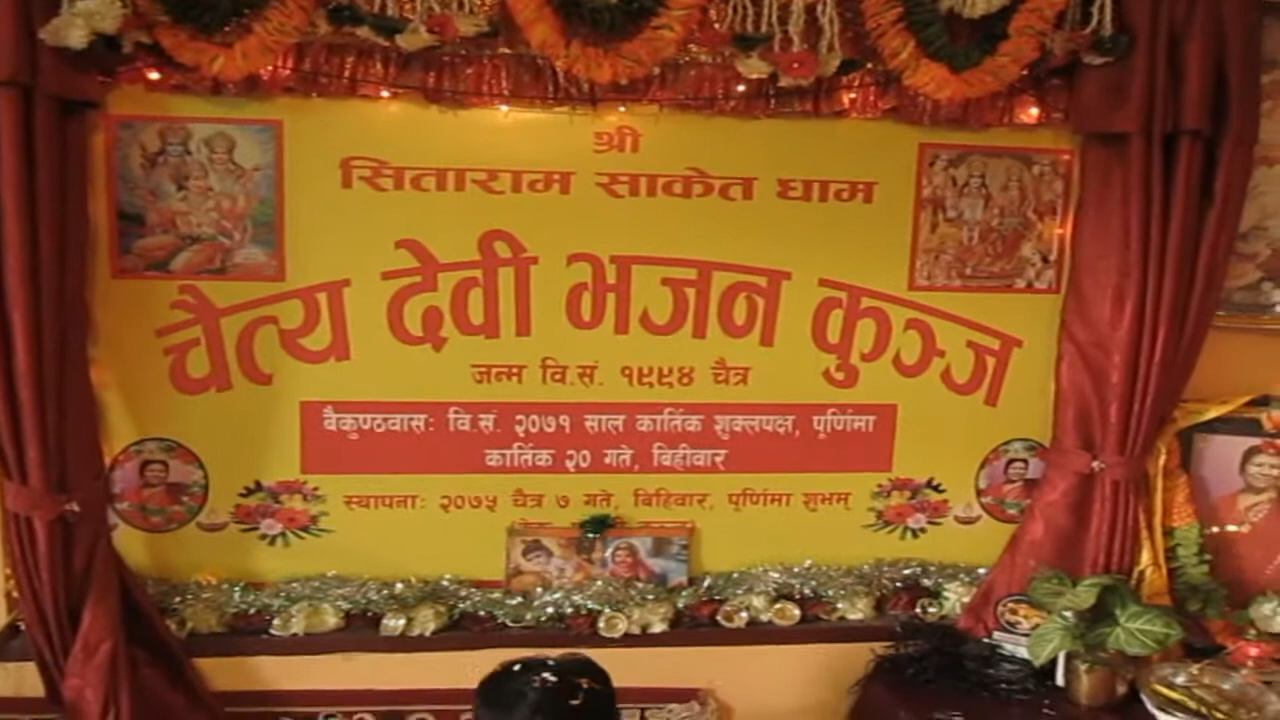 श्री
सिताराम साकेत धाम
चैत्य देवी भजन कुञ्ज
जन्म वि.सं. १९९४ चैत्र
बैकुण्ठवासः वि.सं. २०७१ साल कार्तिक शुक्लपक्ष, पूर्णिमा
कार्तिक २० गते, बिहीवार
स्थापनाः २०७५ चैत्र ७ गते, बिहिवार, पूर्णिमा शुभम्